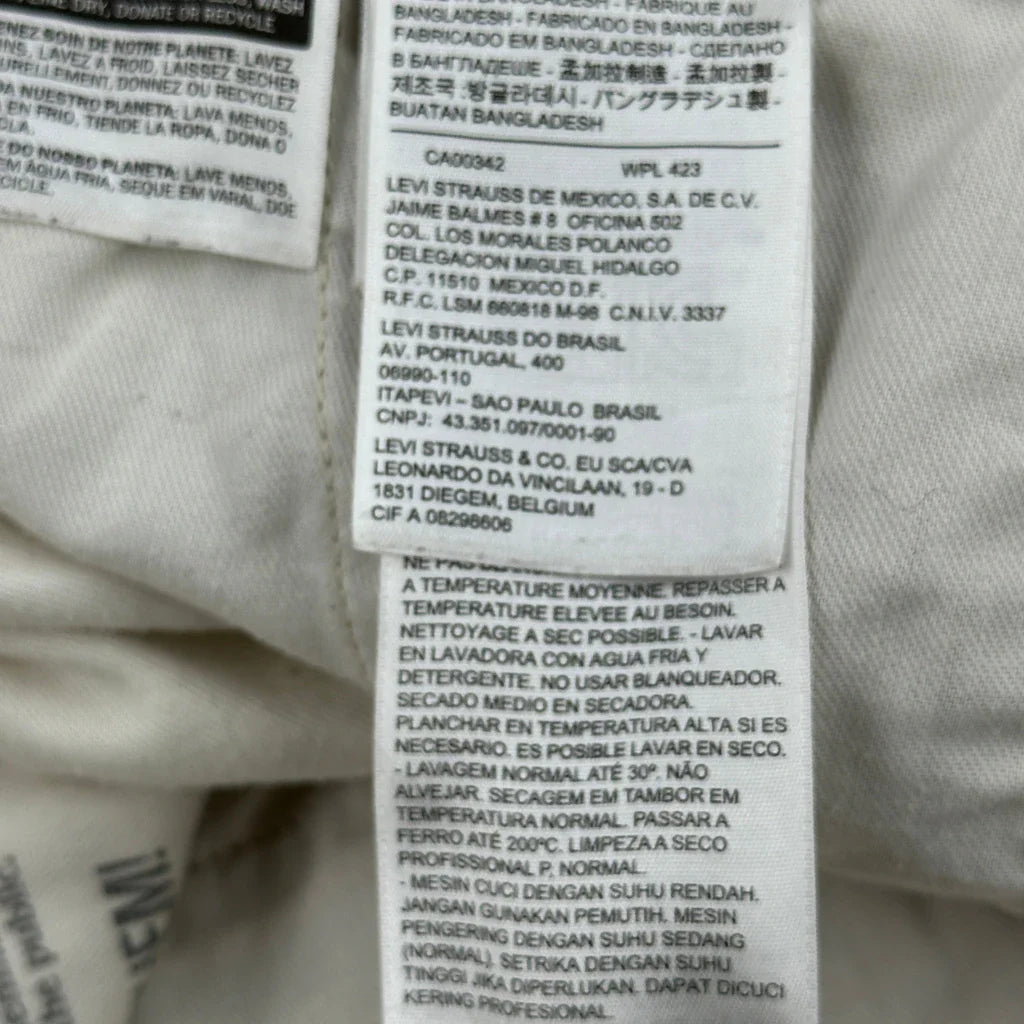 DRY, DONATE OR RECYCLE
SOIN DE NOTRE PLANETE: LAVEZ
LAVEZ A FROID, LAISSEZ SECHER
DONNEZ OU RECYCLEZ
NUESTRO PLANETA: LAVA MENOS,
EN FRIO, TIENDE LA ROPA, DONA O
DO NOSSO PLANETA: LAVE MENOS,
EM ÁGUA FRIA, SEQUE EM VARAL, DOE
BANGLADESH - FABRIQUE AU
BANGLADESH - FABRICADO EN BANGLADESH -
FABRICADO EM BANGLADESH - СДЕЛАНО
В БАНГЛАДЕШЕ - 孟加拉制造 - 孟加拉製 -
제조국 :방글라데시 - バングラデシュ製 -
BUATAN BANGLADESH
CA00342 WPL 423
LEVI STRAUSS DE MEXICO, S.A. DE C.V.
JAIME BALMES # 8 OFICINA 502
COL. LOS MORALES POLANCO
DELEGACION MIGUEL HIDALGO
C.P. 11510 MEXICO D.F.
R.F.C. LSM 660818 M-98 C.N.I.V. 3337
LEVI STRAUSS DO BRASIL
AV. PORTUGAL, 400
06990-110
ITAPEVI – SAO PAULO BRASIL
CNPJ: 43.351.097/0001-90
LEVI STRAUSS & CO. EU SCA/CVA
LEONARDO DA VINCILAAN, 19 - D
1831 DIEGEM, BELGIUM
CIF A 08298606
NE PAS
A TEMPERATURE MOYENNE. REPASSER A
TEMPERATURE ELEVEE AU BESOIN.
NETTOYAGE A SEC POSSIBLE. - LAVAR
EN LAVADORA CON AGUA FRIA Y
DETERGENTE. NO USAR BLANQUEADOR.
SECADO MEDIO EN SECADORA.
PLANCHAR EN TEMPERATURA ALTA SI ES
NECESARIO. ES POSIBLE LAVAR EN SECO.
- LAVAGEM NORMAL ATÉ 30º. NÃO
ALVEJAR. SECAGEM EM TAMBOR EM
TEMPERATURA NORMAL. PASSAR A
FERRO ATÉ 200ºC. LIMPEZA A SECO
PROFISSIONAL P, NORMAL.
- MESIN CUCI DENGAN SUHU RENDAH.
JANGAN GUNAKAN PEMUTIH. MESIN
PENGERING DENGAN SUHU SEDANG
(NORMAL). SETRIKA DENGAN SUHU
TINGGI JIKA DIPERLUKAN. DAPAT DICUCI
KERING PROFESIONAL.
the public